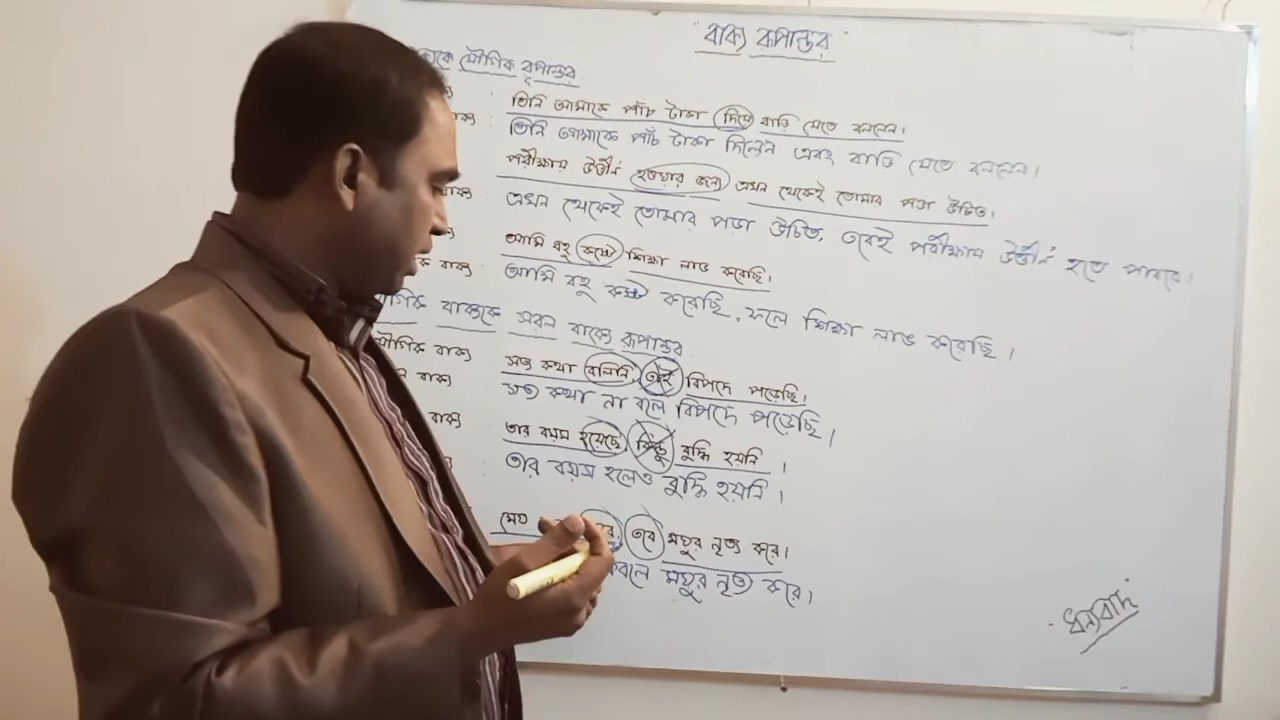 বাক্য রূপান্তর
যৌগিক রূপান্তর
: তিনি আমাকে পাঁচ টাকা দিয়ে বাড়ি যেতে বললেন।
তিনি আমাকে পাঁচ টাকা দিলেন এবং বাড়ি যেতে বললেন।
: পরীক্ষায় উত্তীর্ণ হওয়ার জন্য এখন থেকেই তোমার পড়া উচিত।
এখন থেকেই তোমার পড়া উচিত, তবেই পরীক্ষায় উত্তীর্ণ হতে পারবে।
: আমি বহু কষ্টে শিক্ষা লাভ করেছি।
বাক্য : আমি বহু কষ্ট করেছি, ফলে শিক্ষা লাভ করেছি।
বাক্যকে সরল বাক্যে রূপান্তর
বাক্য : সত্য কথা বলিনি, তাই বিপদে পড়েছি।
বাক্য : সত্য কথা না বলে বিপদে পড়েছি।
বাক্য : তার বয়স হয়েছে কিন্তু বুদ্ধি হয়নি।
: তার বয়স হলেও বুদ্ধি হয়নি।
মেঘ তবে ময়ূর নৃত্য করে।
ময়ূর নৃত্য করে।
ধন্যবাদ